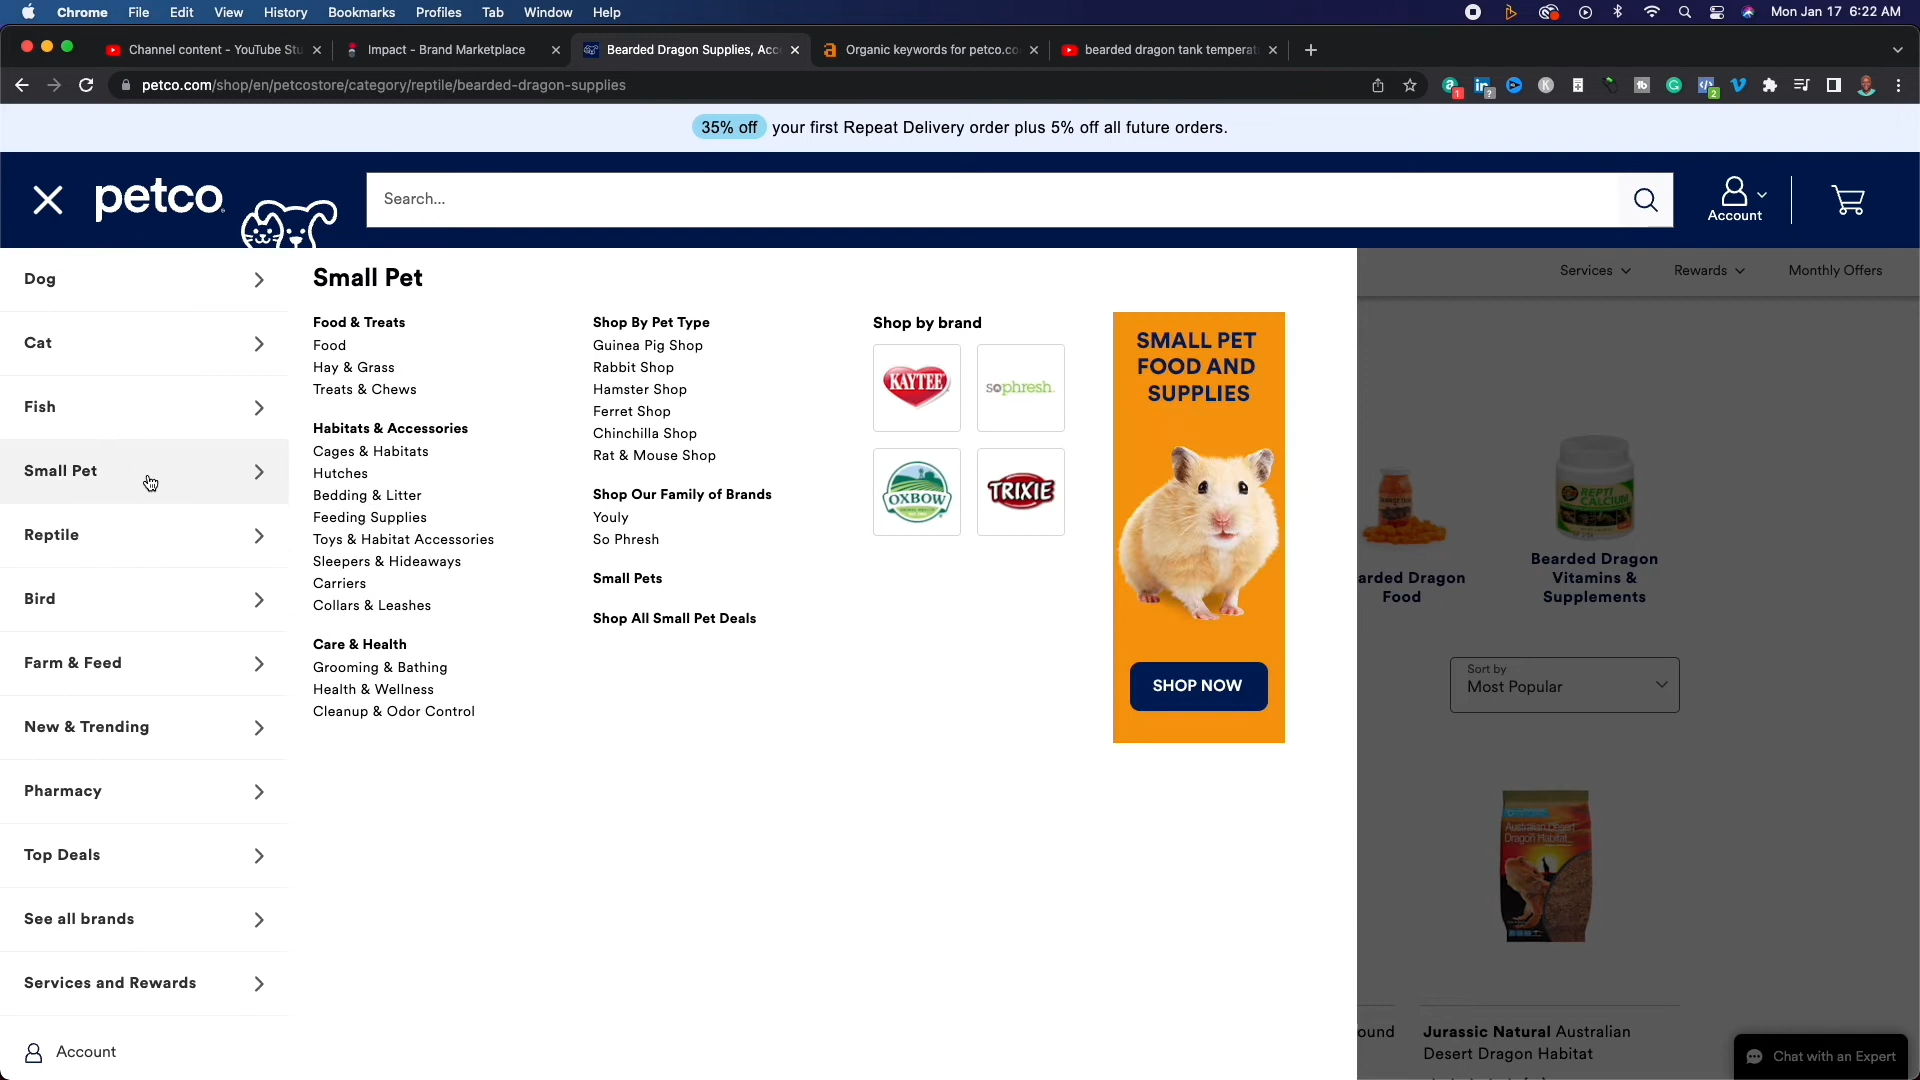 Chrome File Edit View History Bookmarks Profiles Tab Window Help
Mon Jan 17 6:22 AM
Channel content - YouTube Stu
Impact - Brand Marketplace
Bearded Dragon Supplies, Acc
Organic keywords for petco.co
bearded dragon tank temperat
petco.com/shop/en/petcostore/category/reptile/bearded-dragon-supplies
35% off your first Repeat Delivery order plus 5% off all future orders.
petco
Search...
Account
Services
Rewards
Monthly Offers
Dog
Cat
Fish
Small Pet
Reptile
Bird
Farm & Feed
New & Trending
Pharmacy
Top Deals
See all brands
Services and Rewards
Account
Small Pet
Food & Treats
Food
Hay & Grass
Treats & Chews
Habitats & Accessories
Cages & Habitats
Hutches
Bedding & Litter
Feeding Supplies
Toys & Habitat Accessories
Sleepers & Hideaways
Carriers
Collars & Leashes
Care & Health
Grooming & Bathing
Health & Wellness
Cleanup & Odor Control
Shop By Pet Type
Guinea Pig Shop
Rabbit Shop
Hamster Shop
Ferret Shop
Chinchilla Shop
Rat & Mouse Shop
Shop Our Family of Brands
Youly
So Phresh
Small Pets
Shop All Small Pet Deals
Shop by brand
KAYTEE
sophresh.
OXBOW
TRIXIE
SMALL PET
FOOD AND
SUPPLIES
SHOP NOW
arded Dragon
Food
REPTI
CALCIUM
Bearded Dragon
Vitamins &
Supplements
Sort by
Most Popular
Australian Desert
Dragon Habitat
ound
Jurassic Natural Australian
Desert Dragon Habitat
Chat with an Expert